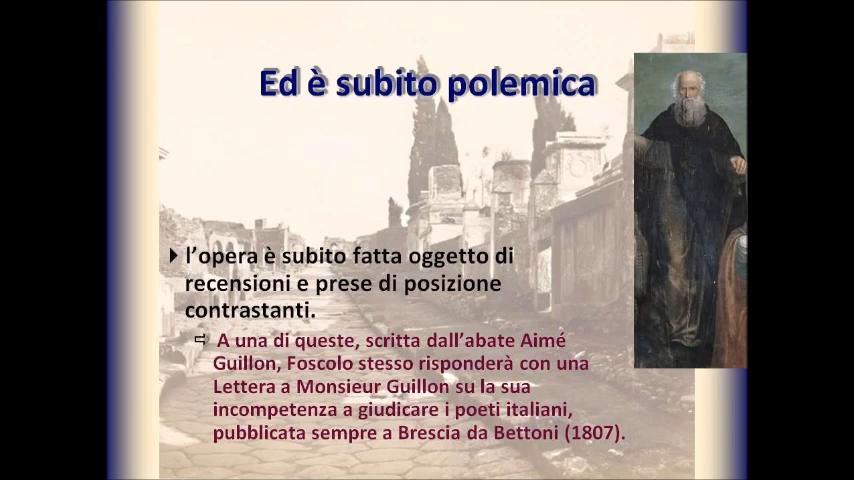 Ed è subito polemica
l’opera è subito fatta oggetto di
recensioni e prese di posizione
contrastanti.
A una di queste, scritta dall’abate Aimé
Guillon, Foscolo stesso risponderà con una
Lettera a Monsieur Guillon su la sua
incompetenza a giudicare i poeti italiani,
pubblicata sempre a Brescia da Bettoni (1807).